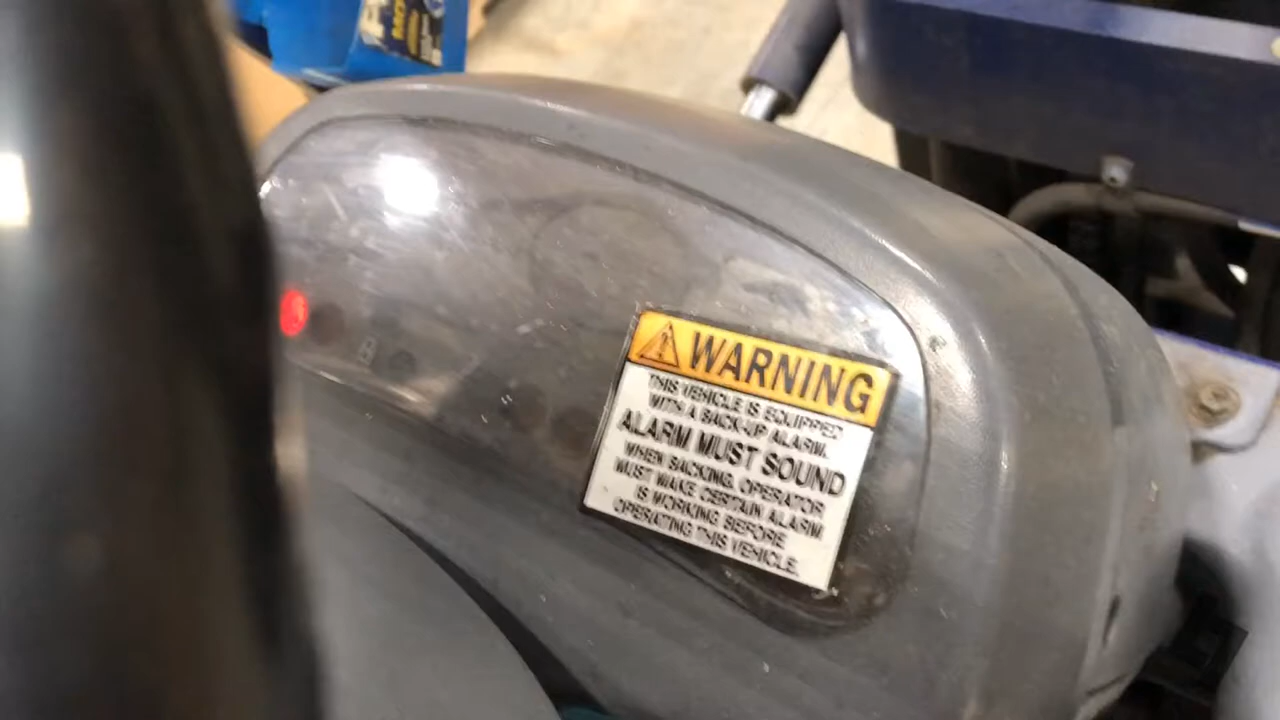 WARNING
THIS VEHICLE IS EQUIPPED
WITH A BACK-UP ALARM.
ALARM MUST SOUND
WHEN BACKING. OPERATOR
MUST MAKE CERTAIN ALARM
IS WORKING BEFORE
OPERATING THIS VEHICLE.